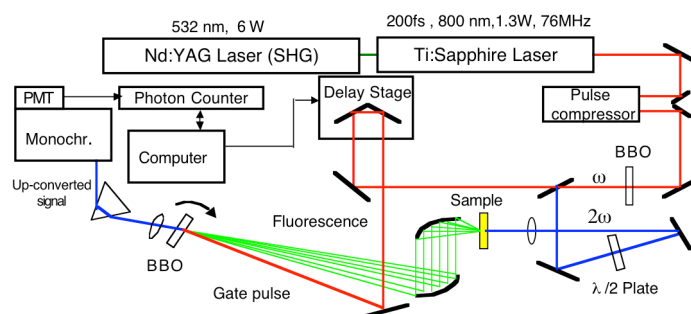 532 nm, 6 W
200fs , 800 nm,1.3W, 76MHz
Nd:YAG Laser (SHG)
Ti:Sapphire Laser
PMT
Photon Counter
Delay Stage
Pulse
compressor
Monochr.
Computer
BBO
Up-converted
signal
Sample
ω
Fluorescence
2ω
BBO
Gate pulse
λ /2 Plate